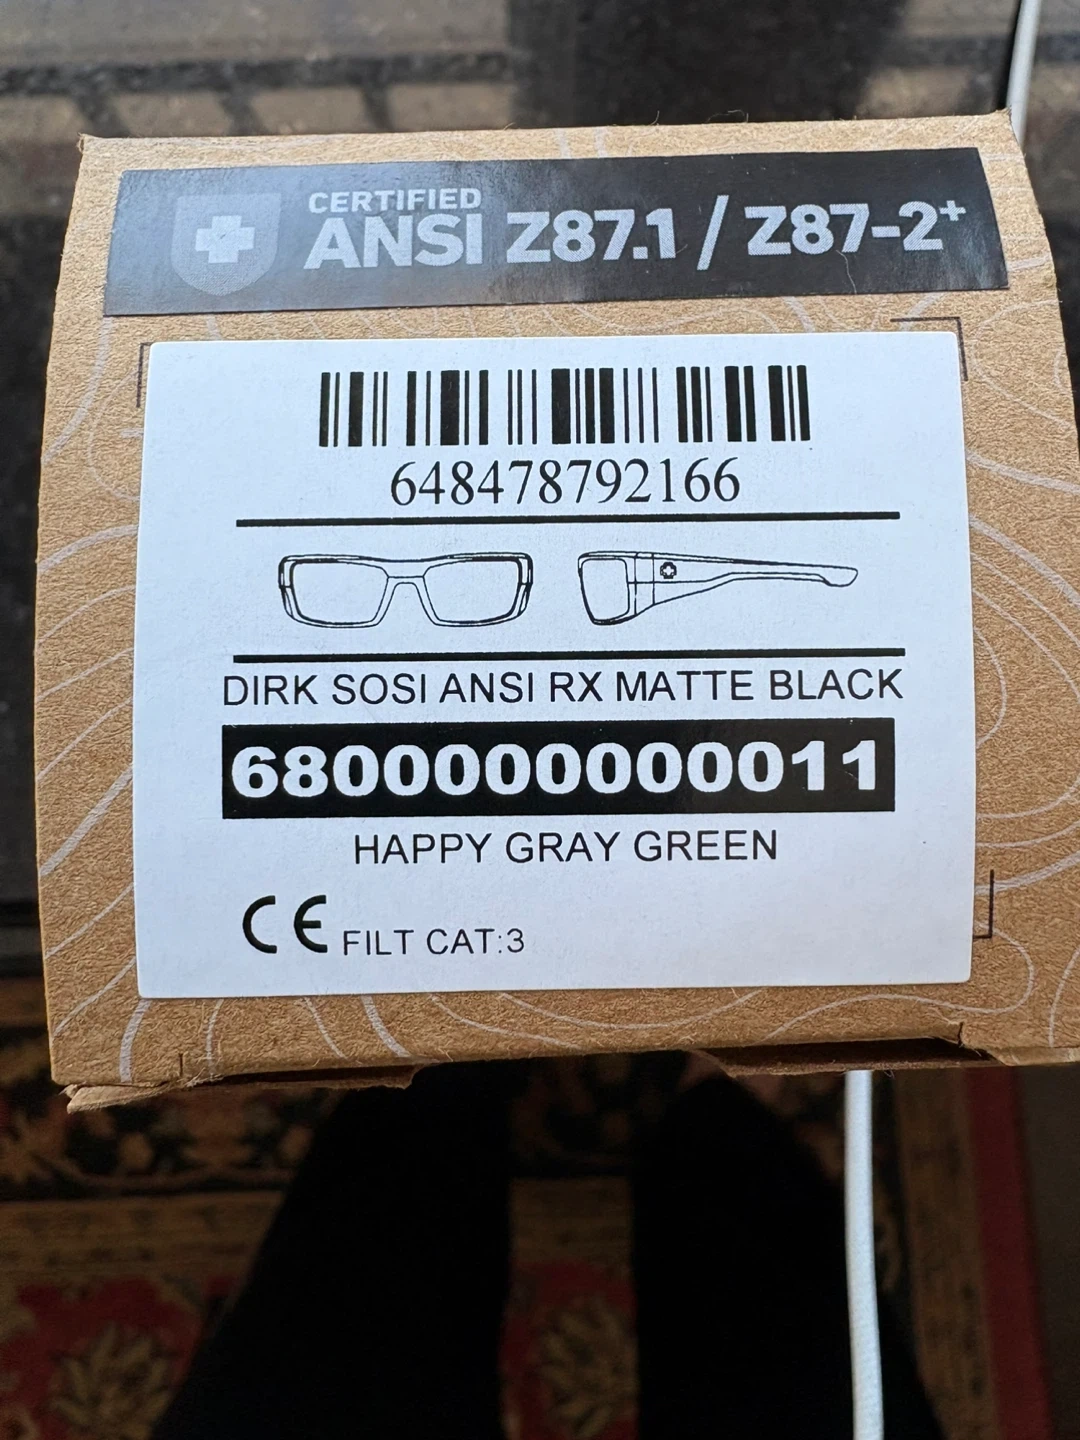 CERTIFIED
ANSI Z87.1 / Z87-2+
648478792166
DIRK SOSI ANSI RX MATTE BLACK
6800000000011
HAPPY GRAY GREEN
CE FILT CAT:3